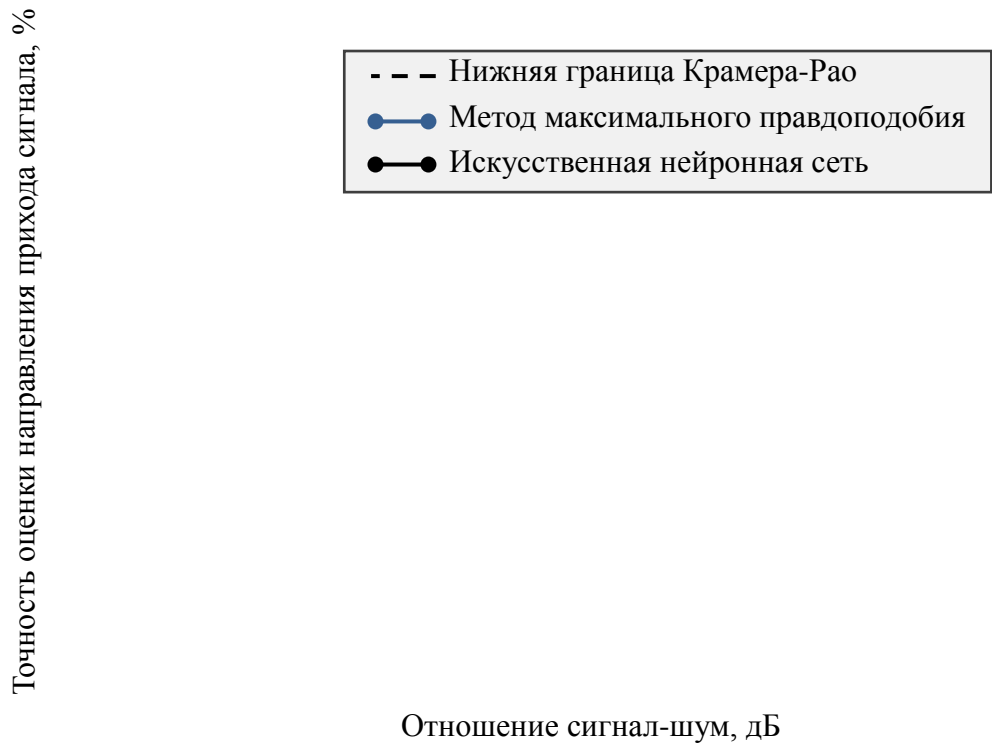 Точность оценки направления прихода сигнала, %
Нижняя граница Крамера-Рао
Метод максимального правдоподобия
Искусственная нейронная сеть
Отношение сигнал-шум, дБ